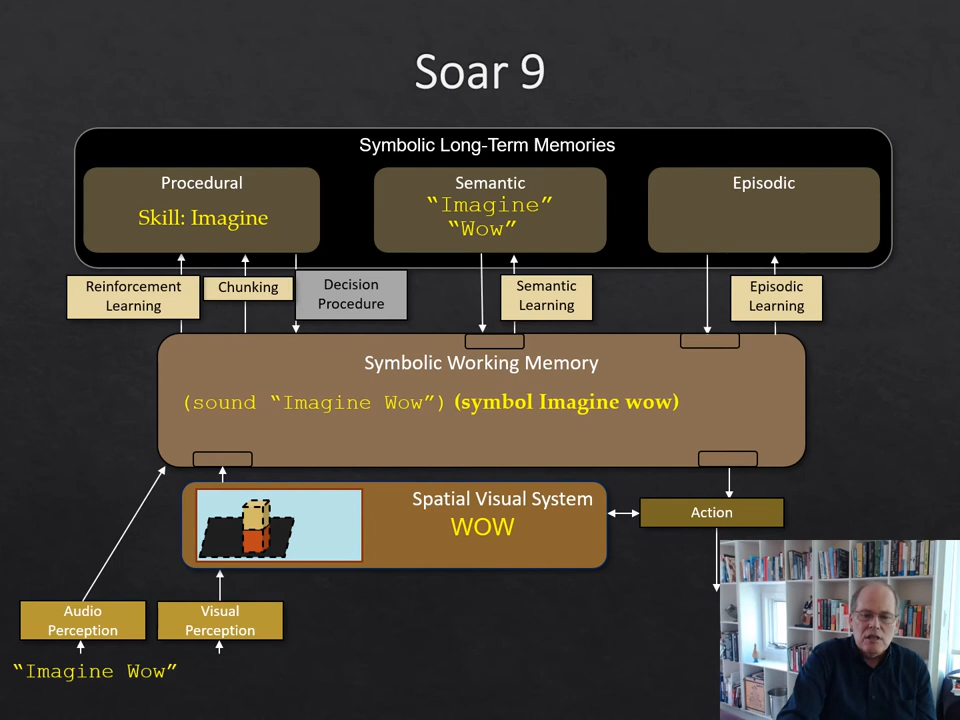 Soar 9
Symbolic Long-Term Memories
Procedural
Skill: Imagine
Semantic
“Imagine”
“Wow”
Episodic
Reinforcement
Learning
Chunking
Decision
Procedure
Semantic
Learning
Episodic
Learning
Symbolic Working Memory
(sound “Imagine Wow”) (symbol Imagine wow)
Spatial Visual System
WOW
Action
Audio
Perception
Visual
Perception
“Imagine Wow”